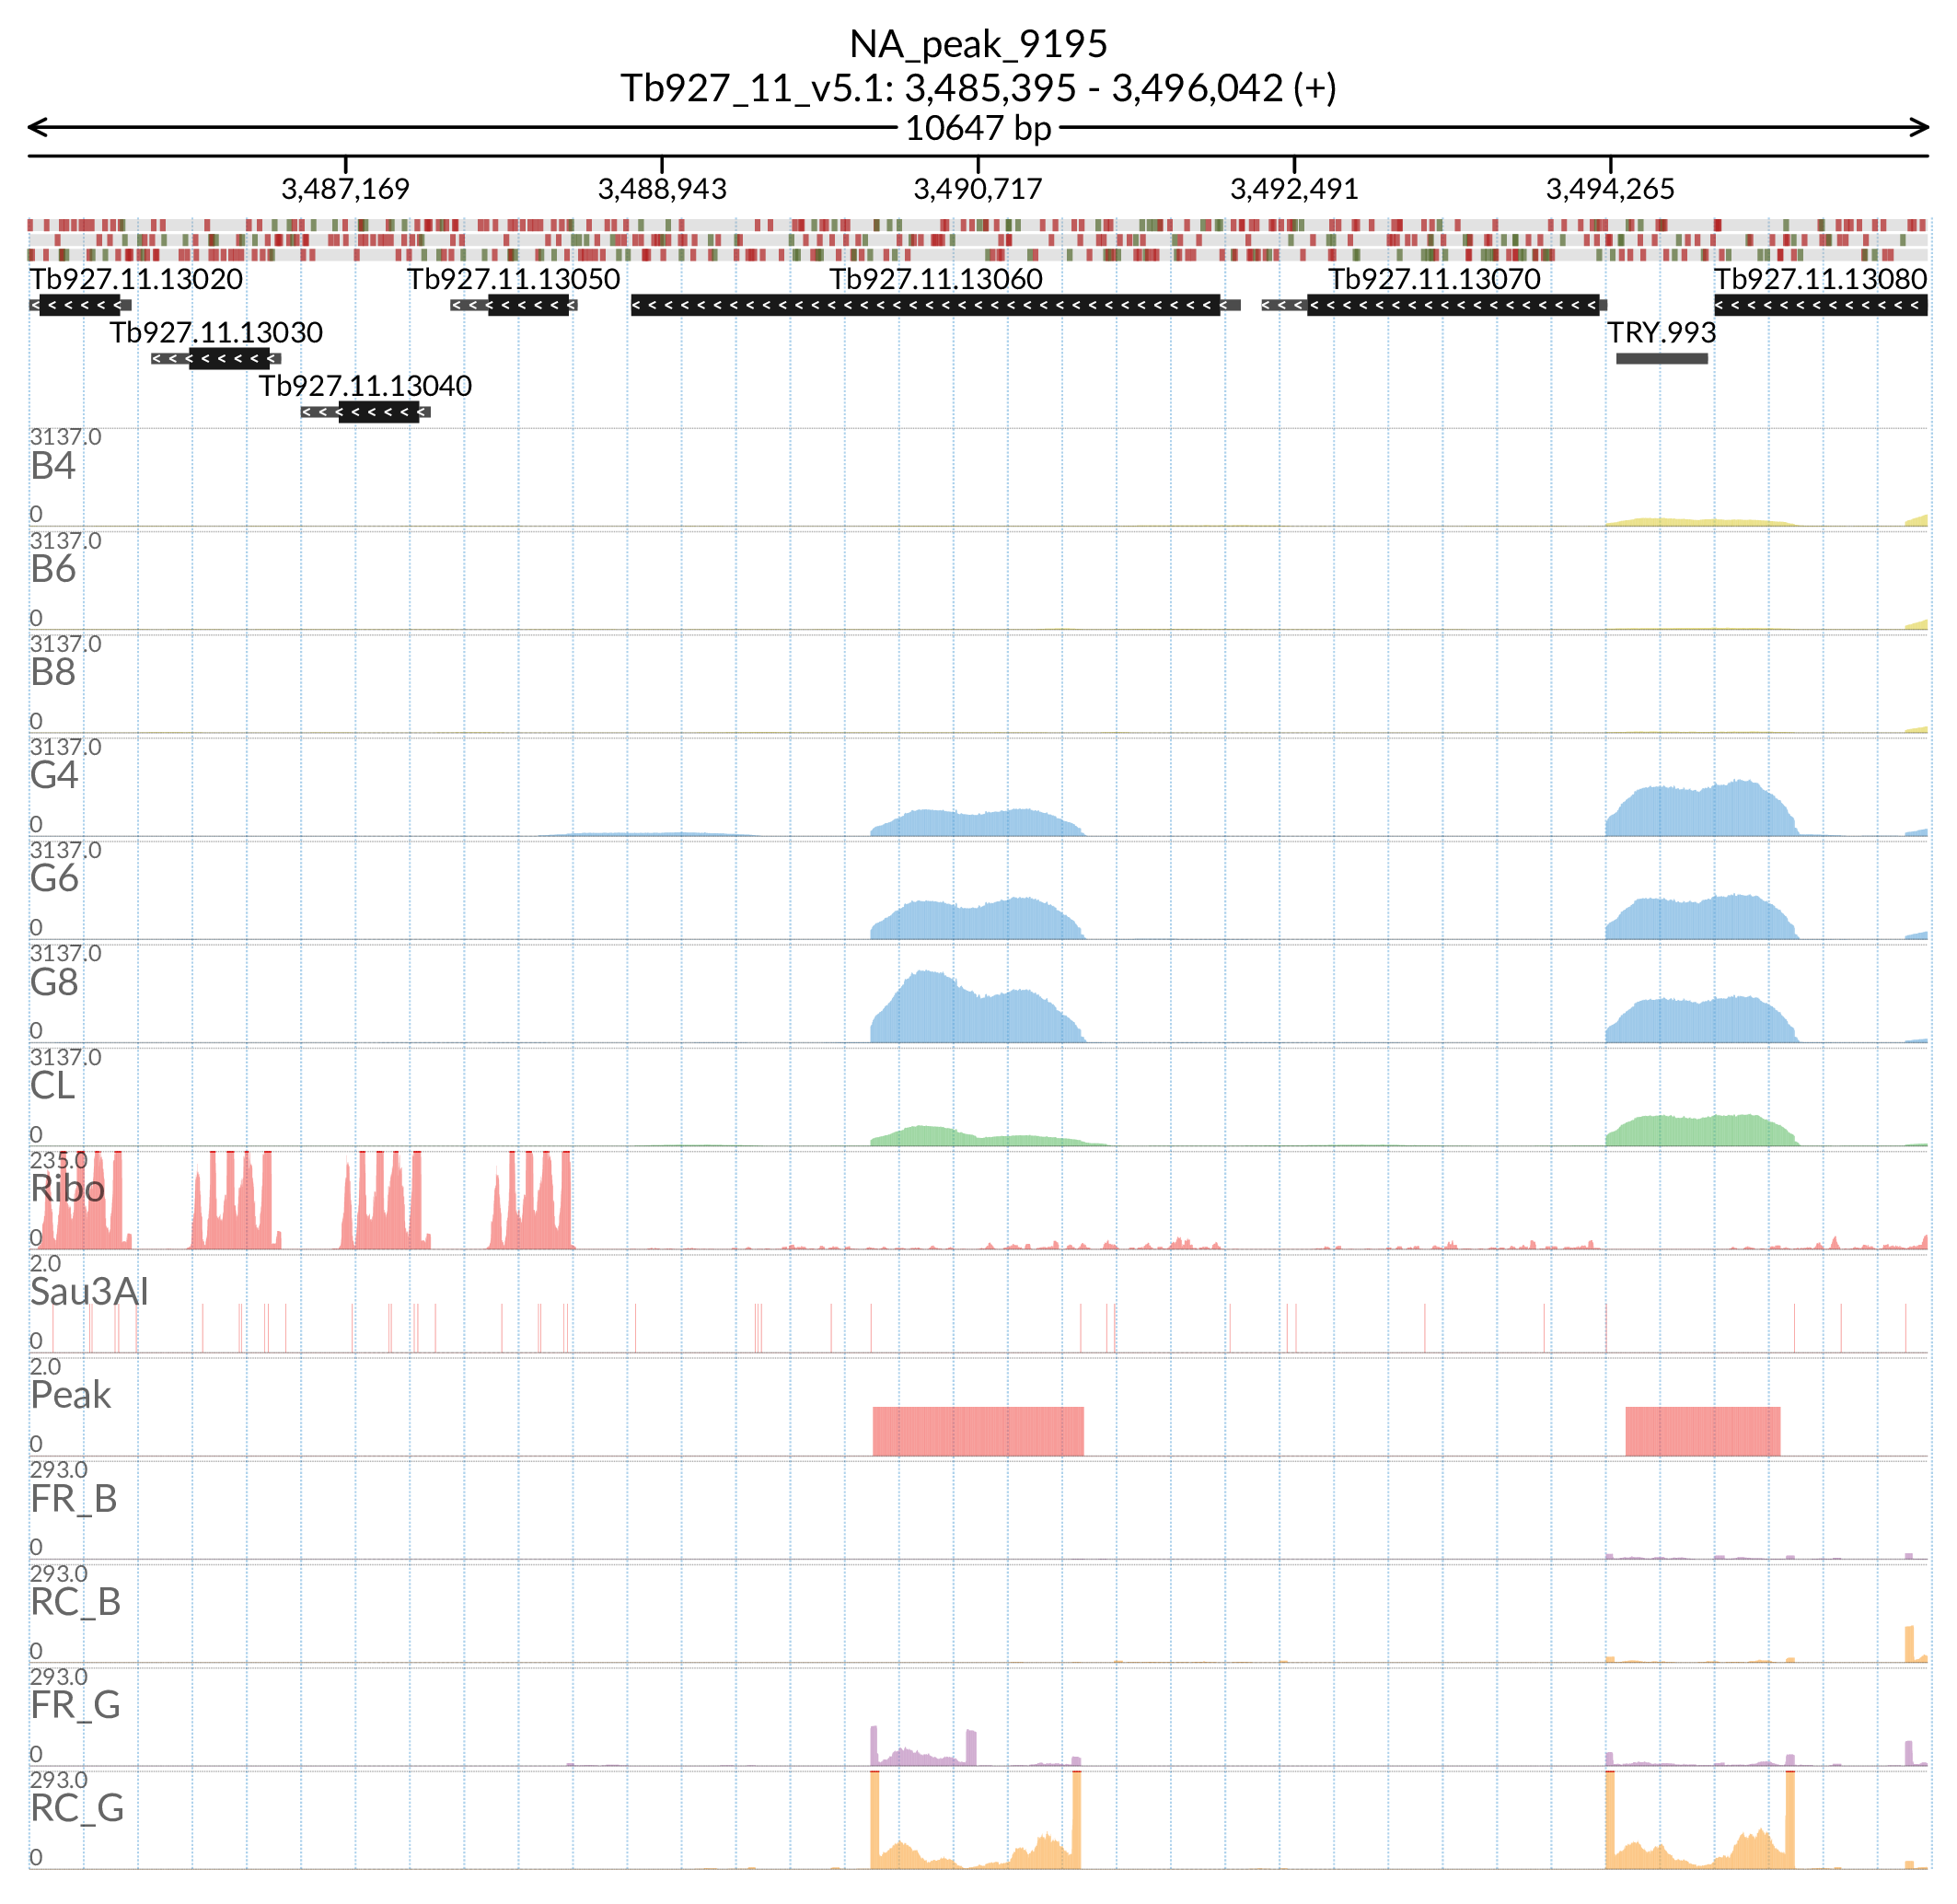 NA_peak_9195
Tb927_11_v5.1: 3,485,395 - 3,496,042 (+)
10647 bp
3,487,169 3,488,943 3,490,717 3,492,491 3,494,265
Tb927.11.13020 Tb927.11.13050 Tb927.11.13060 Tb927.11.13070 Tb927.11.13080
Tb927.11.13030 TRY.993
Tb927.11.13040
3137.0
B4
0
3137.0
B6
0
3137.0
B8
0
3137.0
G4
0
3137.0
G6
0
3137.0
G8
0
3137.0
CL
0
235.0
Ribo
0
2.0
Sau3AI
0
2.0
Peak
0
293.0
FR_B
0
293.0
RC_B
0
293.0
FR_G
0
293.0
RC_G
0